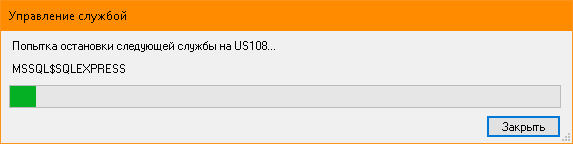 Управление службой
Попытка остановки следующей службы на US108...
MSSQL$SQLEXPRESS
Закрыть